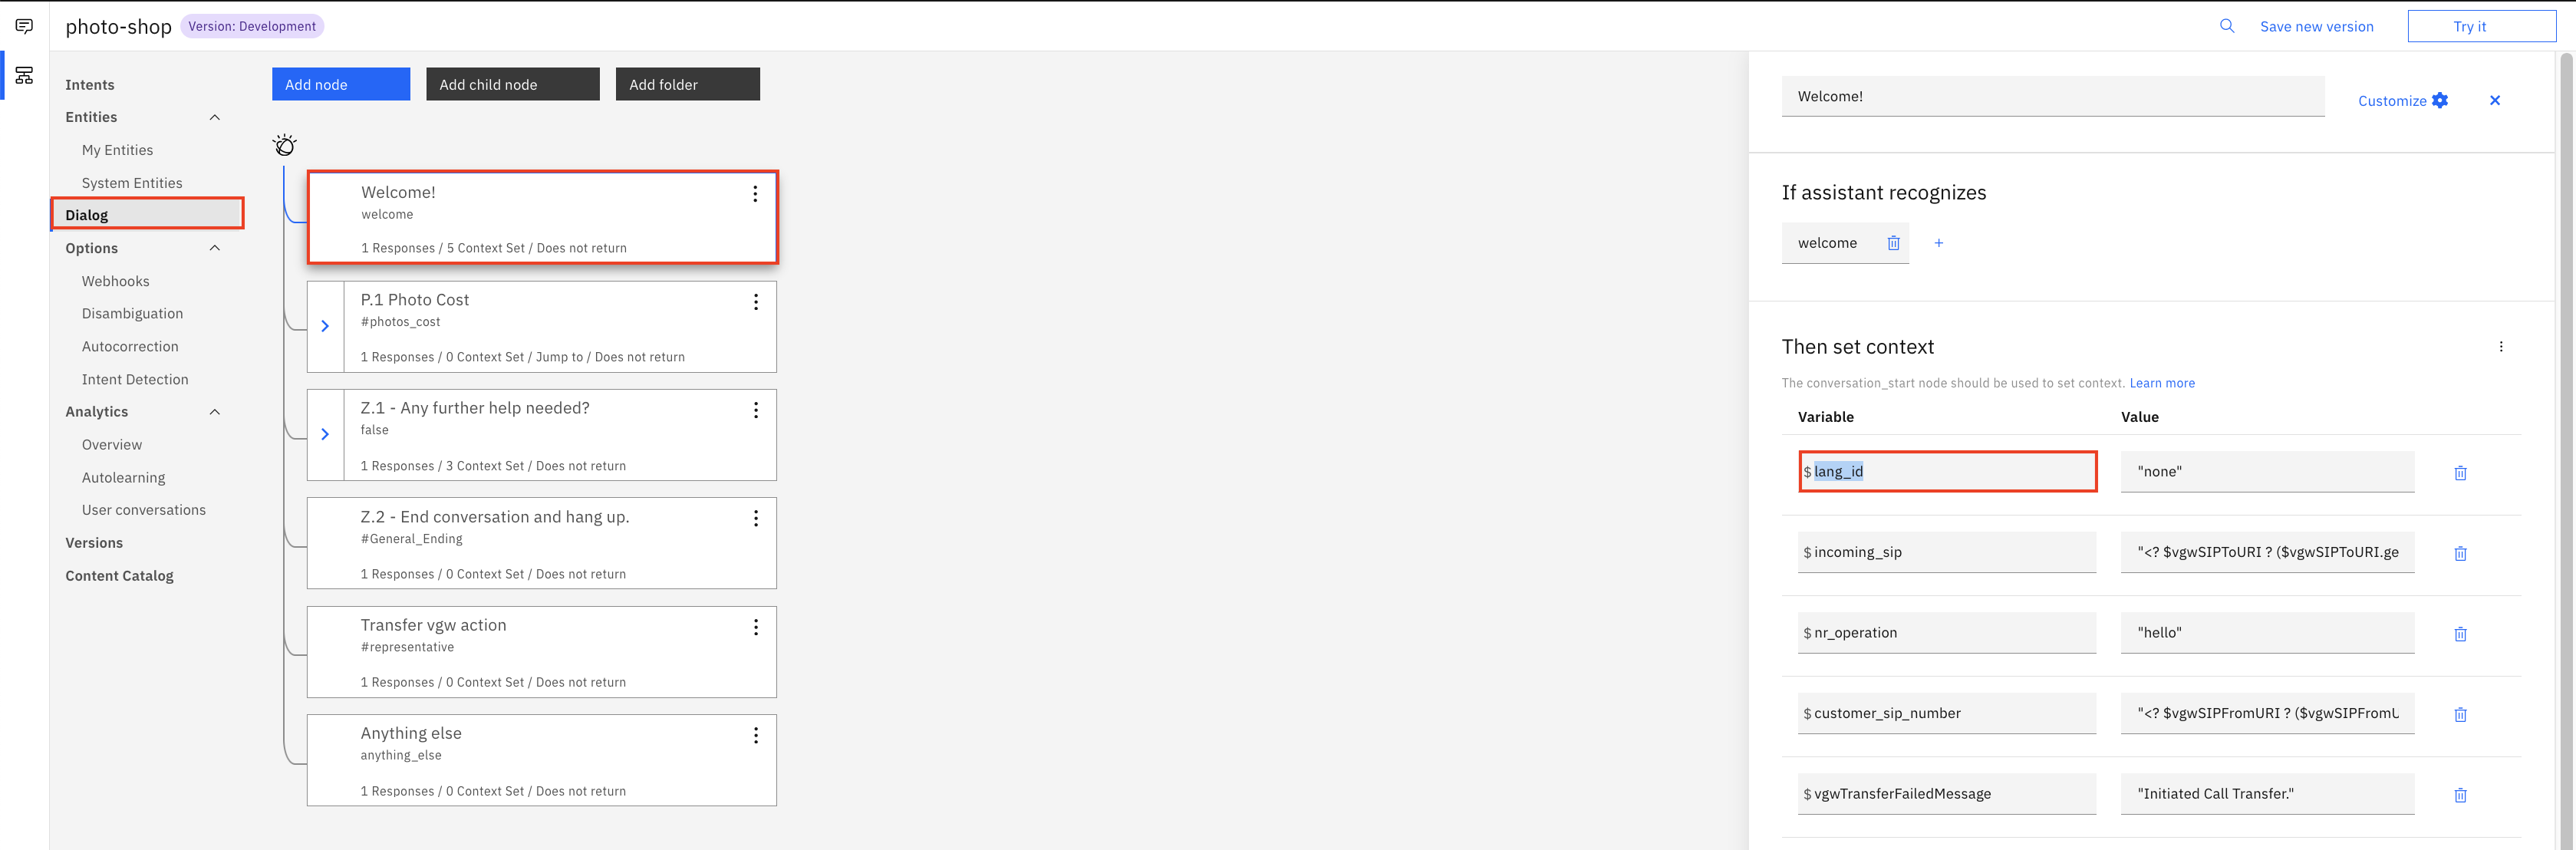 photo-shop
Version: Development
Save new version
Try it
Intents
Entities
My Entities
System Entities
Dialog
Options
Webhooks
Disambiguation
Autocorrection
Intent Detection
Analytics
Overview
Autolearning
User conversations
Versions
Content Catalog
Add node
Add child node
Add folder
Welcome!
welcome
1 Responses / 5 Context Set / Does not return
P.1 Photo Cost
#photos_cost
1 Responses / 0 Context Set / Jump to / Does not return
Z.1 - Any further help needed?
false
1 Responses / 3 Context Set / Does not return
Z.2 - End conversation and hang up.
#General_Ending
1 Responses / 0 Context Set / Does not return
Transfer vgw action
#representative
1 Responses / 0 Context Set / Does not return
Anything else
anything_else
1 Responses / 0 Context Set / Does not return
Welcome!
Customize
If assistant recognizes
welcome
Then set context
The conversation_start node should be used to set context. Learn more
Variable Value
$ lang_id "none"
$ incoming_sip "<? $vgwSIPToURI ? ($vgwSIPToURI.ge
$ nr_operation "hello"
$ customer_sip_number "<? $vgwSIPFromURI ? ($vgwSIPFromU
$ vgwTransferFailedMessage "Initiated Call Transfer."